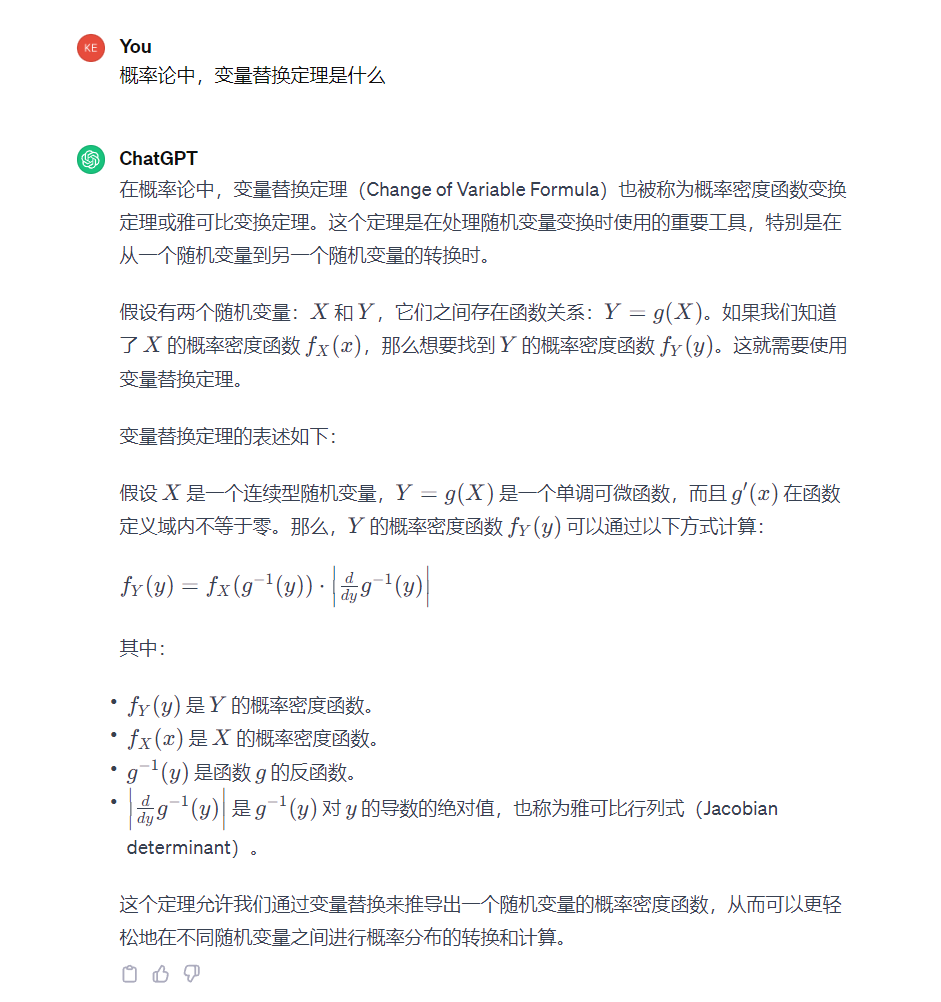 KE
You
概率论中，变量替换定理是什么
ChatGPT
在概率论中，变量替换定理（Change of Variable Formula）也被称为概率密度函数变换
定理或雅可比变换定理。这个定理是在处理随机变量变换时使用的重要工具，特别是在
从一个随机变量到另一个随机变量的转换时。
假设有两个随机变量：X 和 Y，它们之间存在函数关系：Y = g(X)。如果我们知道
了 X 的概率密度函数 f_X(x)，那么想要找到 Y 的概率密度函数 f_Y(y)。这就需要使用
变量替换定理。
变量替换定理的表述如下：
假设 X 是一个连续型随机变量，Y = g(X) 是一个单调可微函数，而且 g′(x) 在函数
定义域内不等于零。那么，Y 的概率密度函数 f_Y(y) 可以通过以下方式计算：
f_Y(y) = f_X(g⁻¹(y)) · |d/dy g⁻¹(y)|
其中：
• f_Y(y) 是 Y 的概率密度函数。
• f_X(x) 是 X 的概率密度函数。
• g⁻¹(y) 是函数 g 的反函数。
• |d/dy g⁻¹(y)| 是 g⁻¹(y) 对 y 的导数的绝对值，也称为雅可比行列式（Jacobian
determinant）。
这个定理允许我们通过变量替换来推导出一个随机变量的概率密度函数，从而可以更轻
松地在不同随机变量之间进行概率分布的转换和计算。